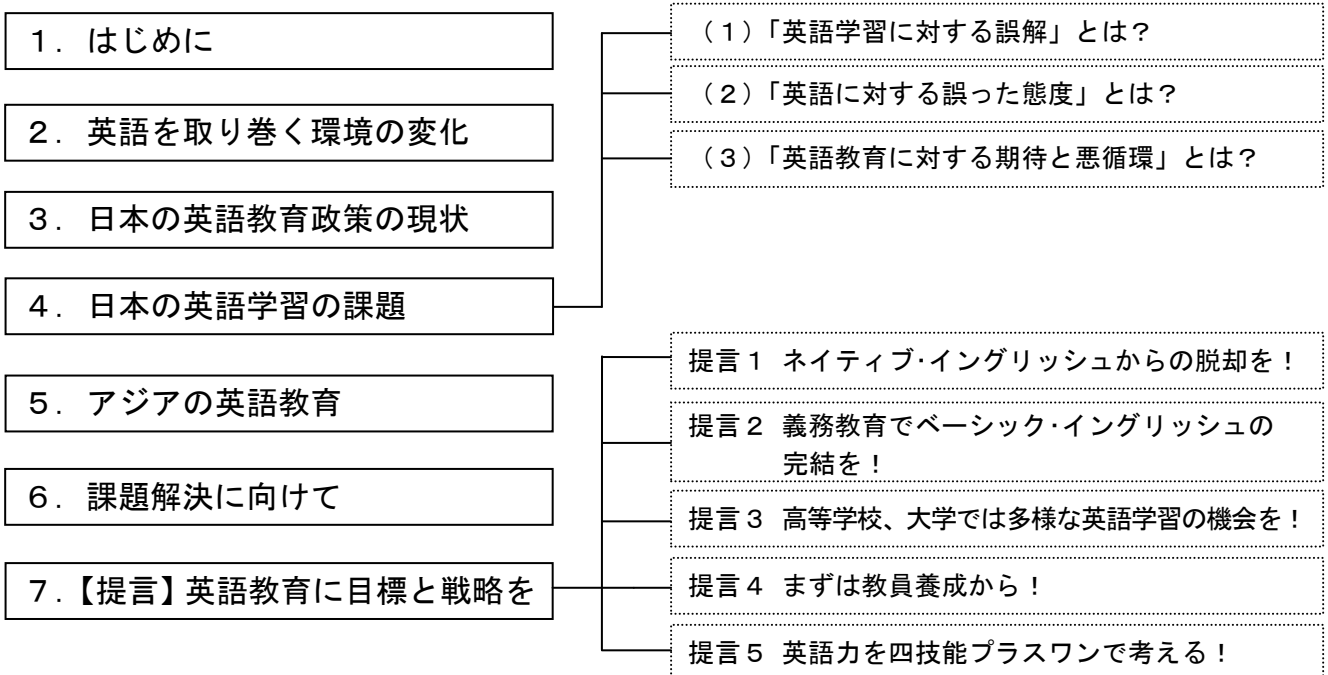 １．はじめに
２．英語を取り巻く環境の変化
３．日本の英語教育政策の現状
４．日本の英語学習の課題
（１）「英語学習に対する誤解」とは？
（２）「英語に対する誤った態度」とは？
（３）「英語教育に対する期待と悪循環」とは？
５．アジアの英語教育
６．課題解決に向けて
７．【提言】英語教育に目標と戦略を
提言１ ネイティブ・イングリッシュからの脱却を！
提言２ 義務教育でベーシック・イングリッシュの
完結を！
提言３ 高等学校、大学では多様な英語学習の機会を！
提言４ まずは教員養成から！
提言５ 英語力を四技能プラスワンで考える！